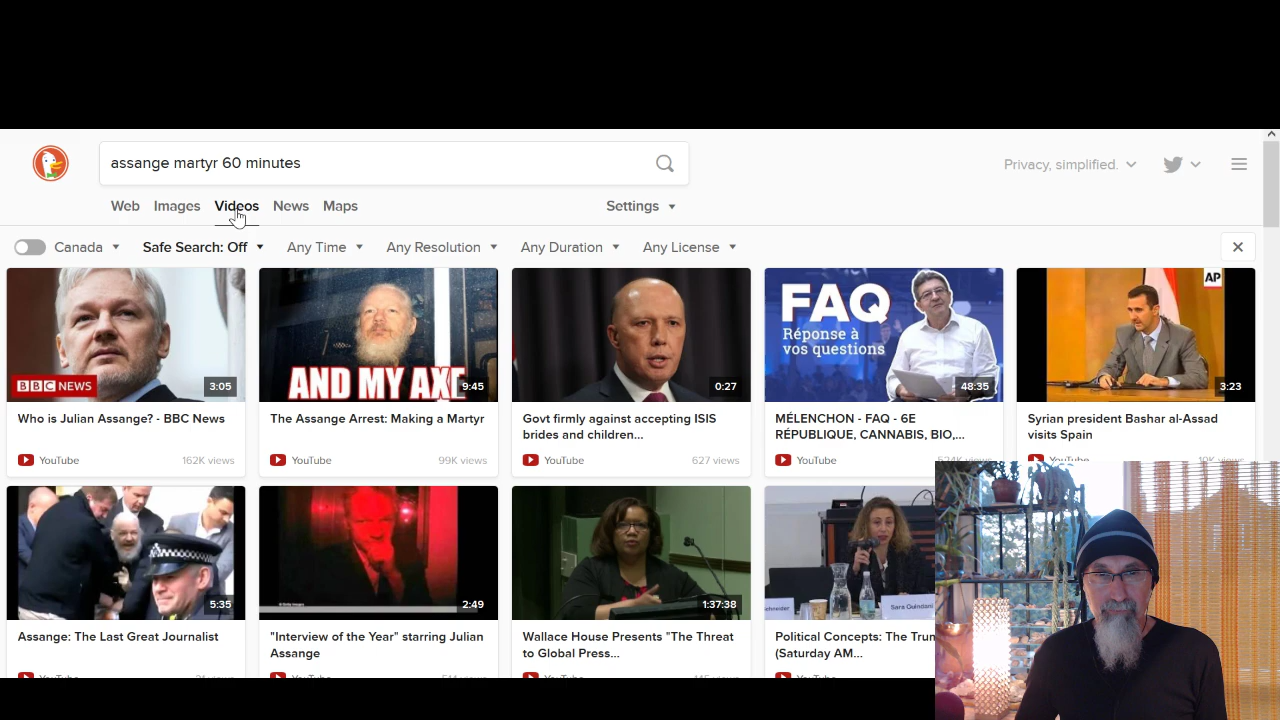 assange martyr 60 minutes
Privacy, simplified.
Web Images Videos News Maps Settings
Canada Safe Search: Off Any Time Any Resolution Any Duration Any License
BBC NEWS 3:05
AND MY AXE 9:45
0:27
FAQ
Réponse à
vos questions
48:35
AP
3:23
Who is Julian Assange? - BBC News
YouTube 162K views
The Assange Arrest: Making a Martyr
YouTube 99K views
Govt firmly against accepting ISIS
brides and children...
YouTube 627 views
MÉLENCHON - FAQ - 6E
RÉPUBLIQUE, CANNABIS, BIO,...
YouTube
Syrian president Bashar al-Assad
visits Spain
YouTube
5:35
2:49
1:37:38
Assange: The Last Great Journalist
"Interview of the Year" starring Julian
Assange
Wallace House Presents "The Threat
to Global Press...
Political Concepts: The
(Saturday AM...